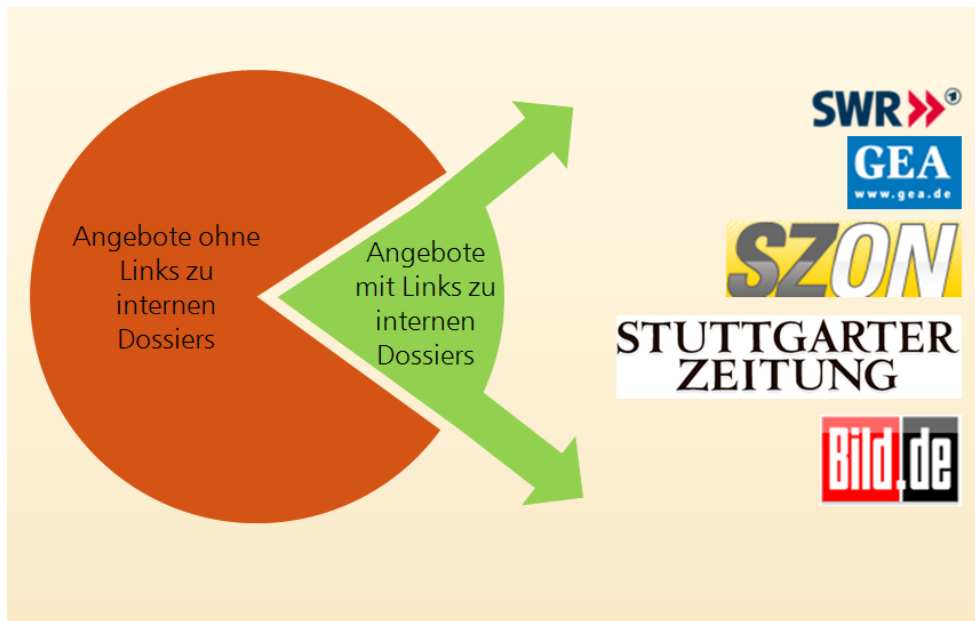 Angebote ohne
Links zu
internen
Dossiers
Angebote
mit Links zu
internen
Dossiers
SWR
GEA
www.gea.de
SZON
STUTTGARTER
ZEITUNG
Bild.de